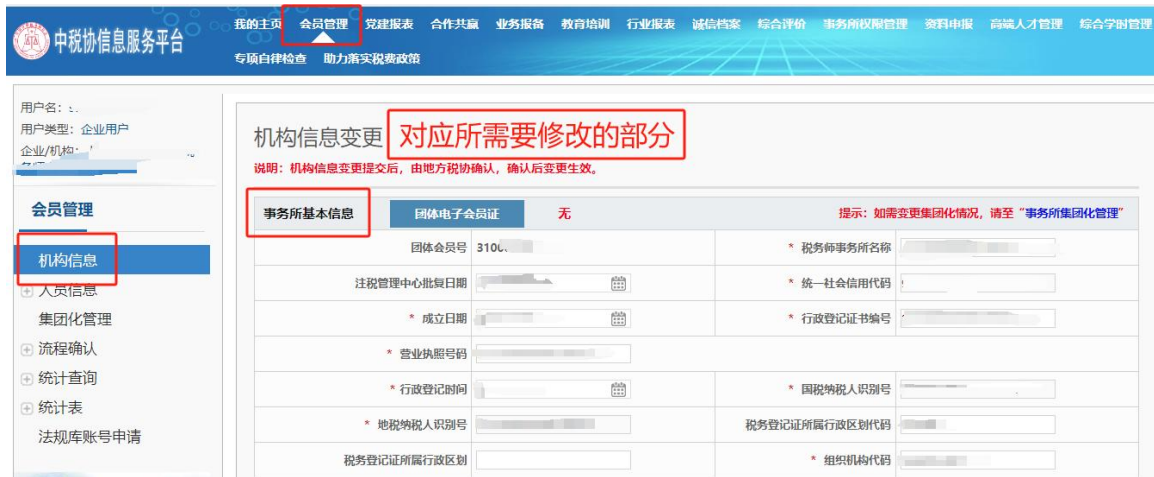 中税协信息服务平台
我的主页 会员管理 党建报表 合作共赢 业务报备 教育培训 行业报表 诚信档案 综合评价 事务所权限管理 资料申报 高端人才管理 综合学时管理
专项自律检查 助力落实税费政策
用户名：
用户类型：企业用户
企业/机构：
会员管理
机构信息
人员信息
集团化管理
流程确认
统计查询
统计表
法规库账号申请
机构信息变更 对应所需要修改的部分
说明：机构信息变更提交后，由地方税协确认，确认后变更生效。
事务所基本信息 团体电子会员证 无 提示：如需变更集团化情况，请至“事务所集团化管理”
团体会员号 3100 * 税务师事务所名称
注税管理中心批复日期 * 统一社会信用代码
* 成立日期 * 行政登记证书编号
* 营业执照号码
* 行政登记时间 * 国税纳税人识别号
* 地税纳税人识别号 税务登记证所属行政区划代码
税务登记证所属行政区划 * 组织机构代码